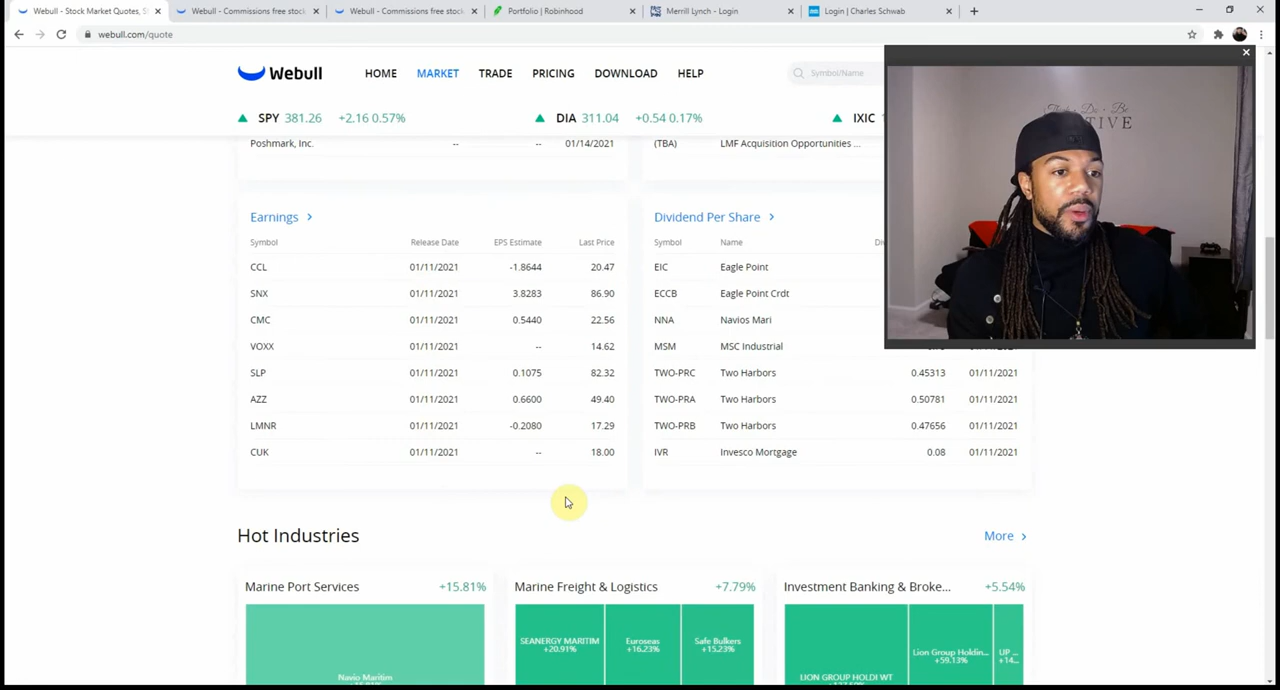 Webull - Stock Market Quotes, S
Webull - Commissions free stock
Webull - Commissions free stock
Portfolio | Robinhood
Merrill Lynch - Login
Login | Charles Schwab
webull.com/quote
Webull HOME MARKET TRADE PRICING DOWNLOAD HELP Symbol/Name
SPY 381.26 +2.16 0.57% DIA 311.04 +0.54 0.17% IXIC
Poshmark, Inc. -- -- 01/14/2021
(TBA) LMF Acquisition Opportunities ...
Earnings >
Symbol Release Date EPS Estimate Last Price
CCL 01/11/2021 -1.8644 20.47
SNX 01/11/2021 3.8283 86.90
CMC 01/11/2021 0.5440 22.56
VOXX 01/11/2021 -- 14.62
SLP 01/11/2021 0.1075 82.32
AZZ 01/11/2021 0.6600 49.40
LMNR 01/11/2021 -0.2080 17.29
CUK 01/11/2021 -- 18.00
Dividend Per Share >
Symbol Name
EIC Eagle Point
ECCB Eagle Point Crdt
NNA Navios Mari
MSM MSC Industrial
TWO-PRC Two Harbors 0.45313 01/11/2021
TWO-PRA Two Harbors 0.50781 01/11/2021
TWO-PRB Two Harbors 0.47656 01/11/2021
IVR Invesco Mortgage 0.08 01/11/2021
Hot Industries More >
Marine Port Services +15.81%
Navio Maritim
Marine Freight & Logistics +7.79%
SEANERGY MARITIM
+20.91%
Euroseas
+16.23%
Safe Bulkers
+15.23%
Investment Banking & Broke... +5.54%
LION GROUP HOLDI WT
Lion Group Holdin...
+59.13%
UP ...
+14...